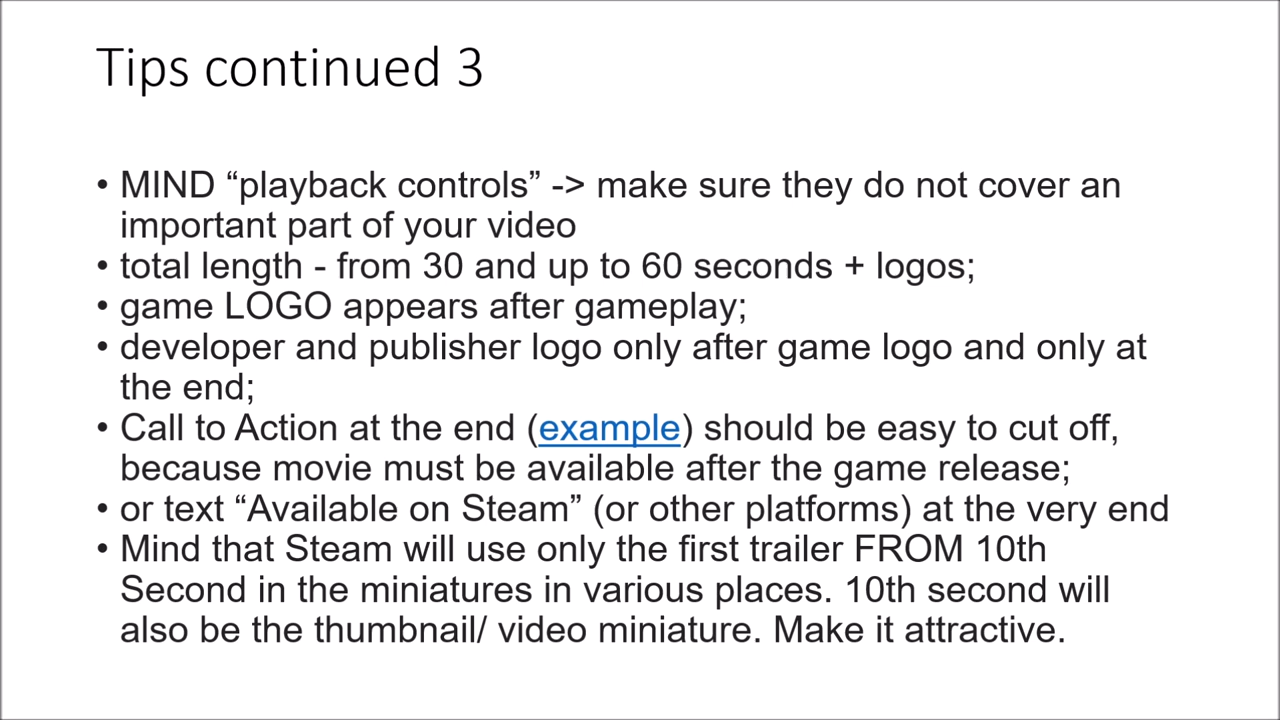 Tips continued 3
• MIND “playback controls” -> make sure they do not cover an
important part of your video
• total length - from 30 and up to 60 seconds + logos;
• game LOGO appears after gameplay;
• developer and publisher logo only after game logo and only at
the end;
• Call to Action at the end (example) should be easy to cut off,
because movie must be available after the game release;
• or text “Available on Steam” (or other platforms) at the very end
• Mind that Steam will use only the first trailer FROM 10th
Second in the miniatures in various places. 10th second will
also be the thumbnail/ video miniature. Make it attractive.